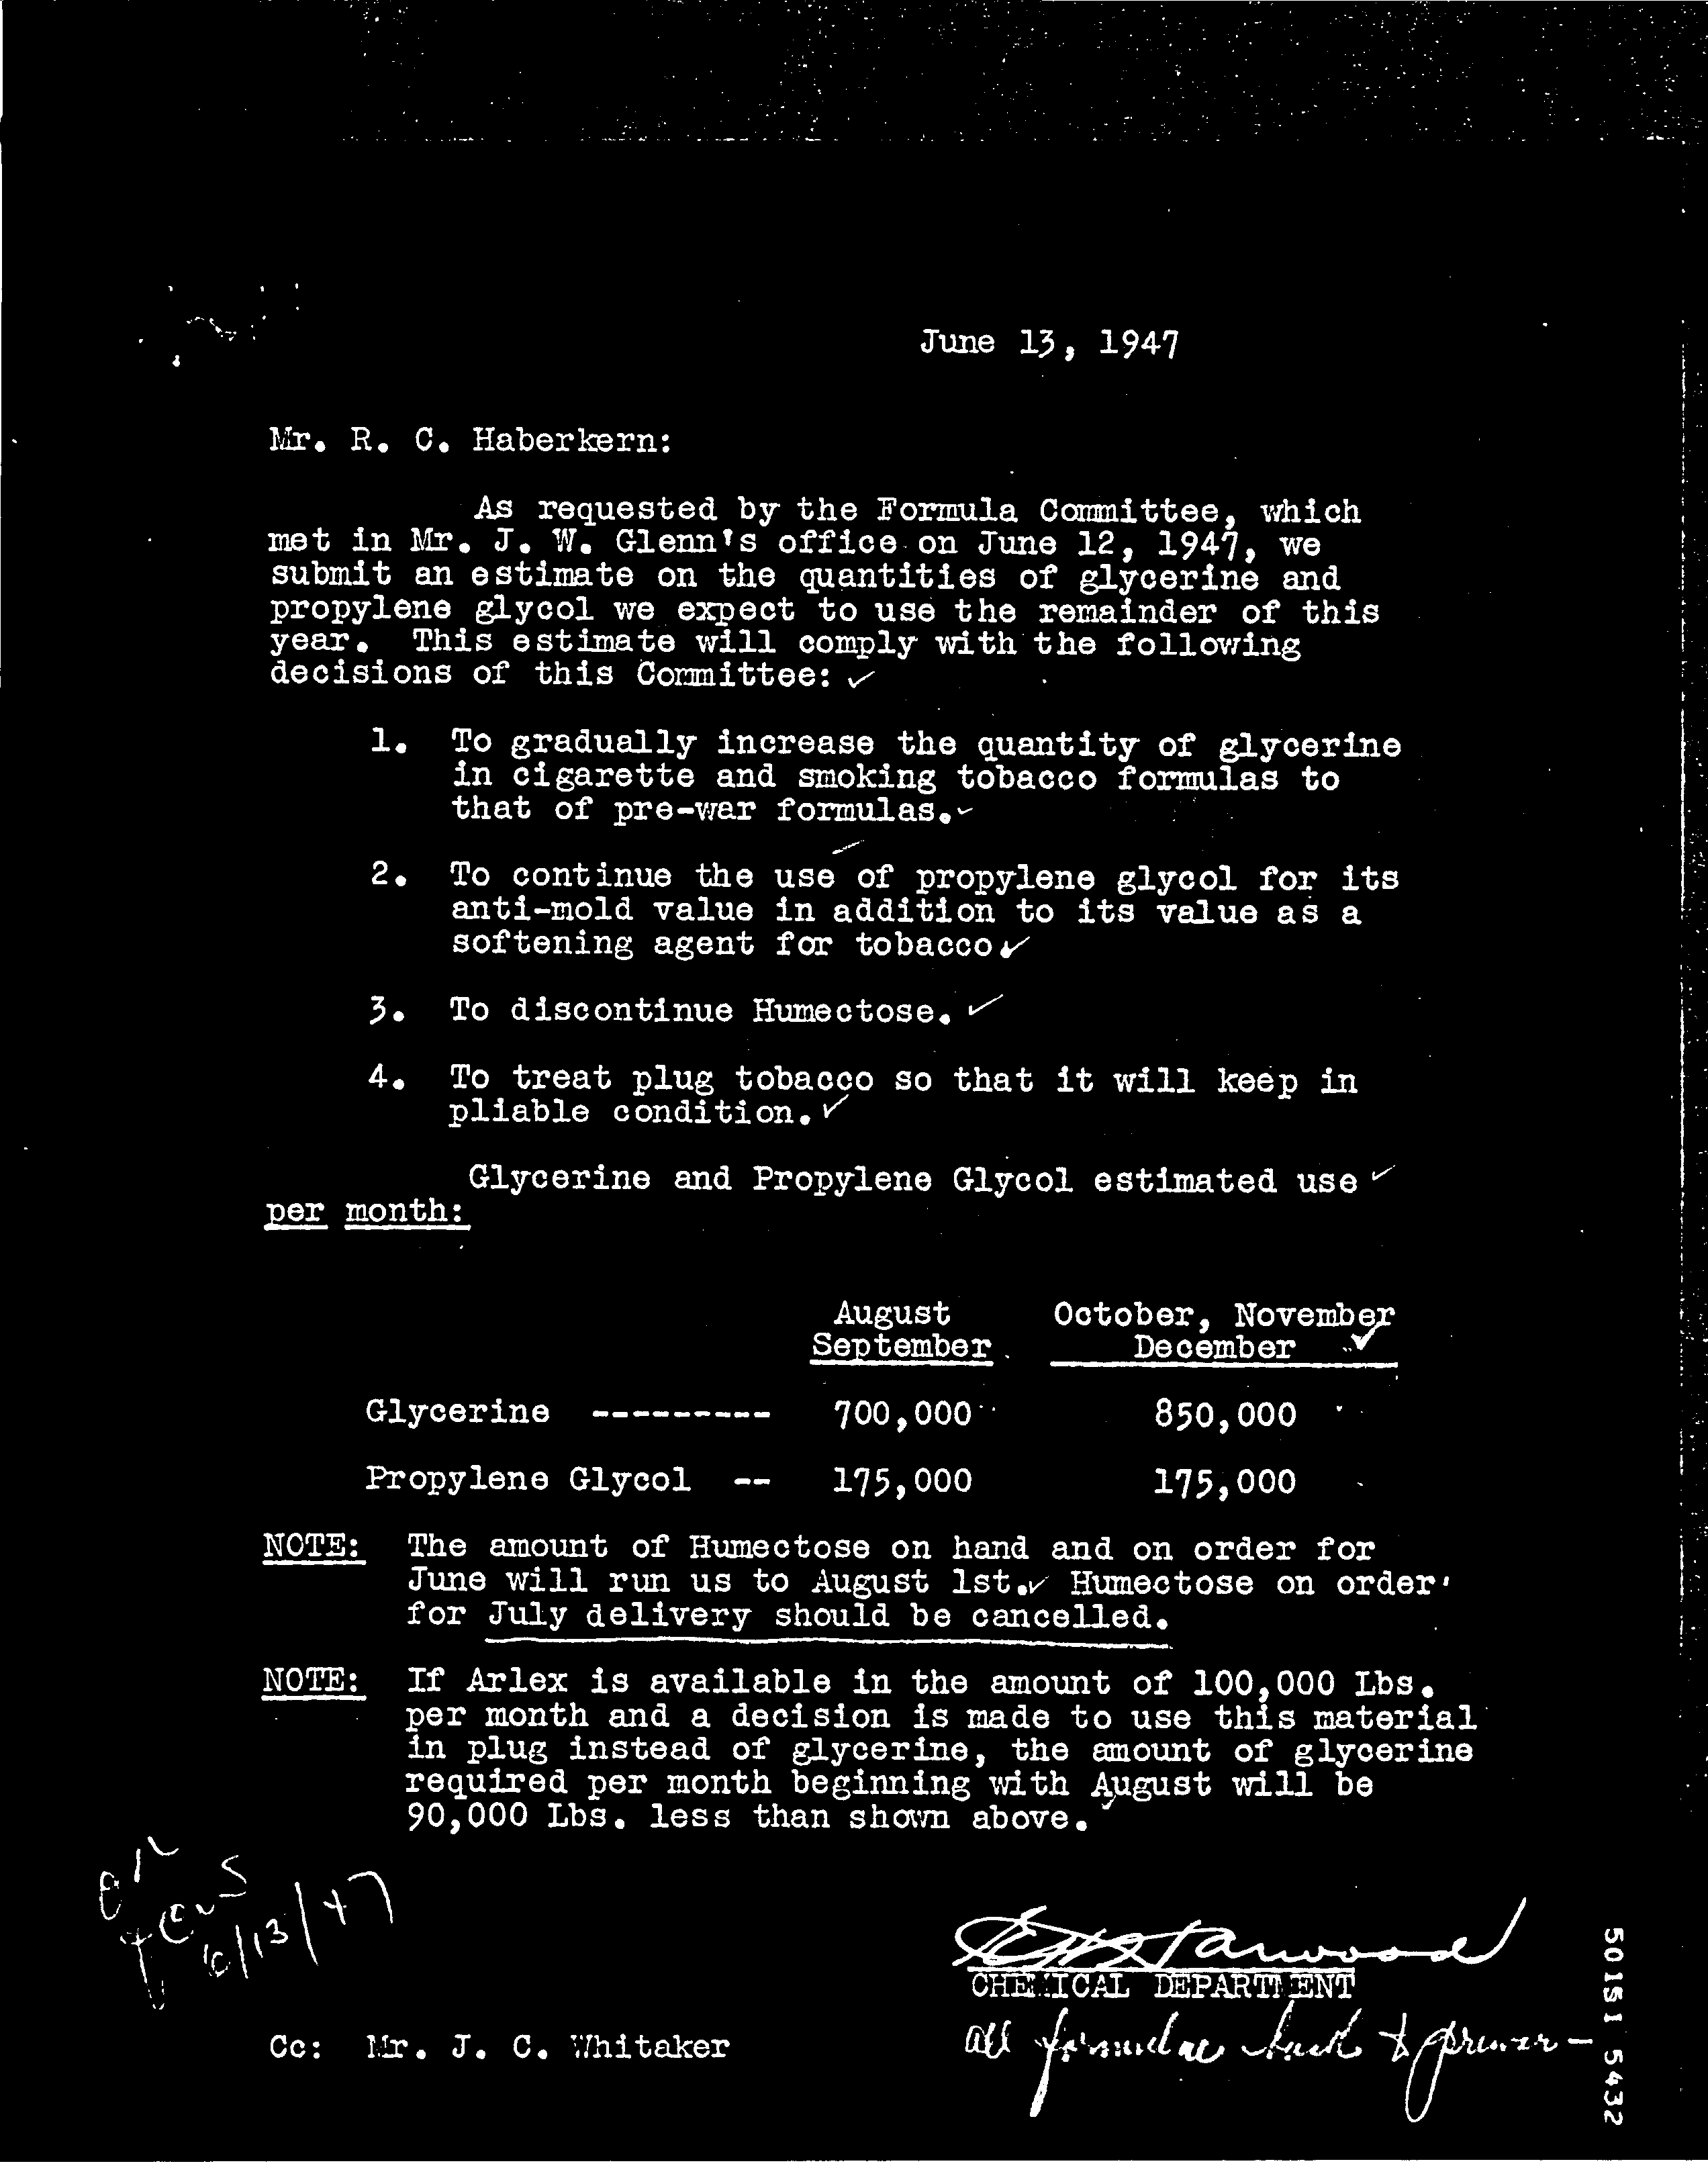 June 13, 1947
Mr. R. C. Haberkern:
As requested by the Formula Committee, which
met in Mr. J. W. Glenn's office on June 12, 1947, we
submit an estimate on the quantities of glycerine and
propylene glycol we expect to use the remainder of this
year. This estimate will comply with the following
decisions of this Committee:
1. To gradually increase the quantity of glycerine
in cigarette and smoking tobacco formulas to
that of pre-war formulas.
2. To continue the use of propylene glycol for its
anti-mold value in addition to its value as a
softening agent for tobacco.
3. To discontinue Humectose.
4. To treat plug tobacco so that it will keep in
pliable condition.
Glycerine and Propylene Glycol estimated use
per month:
August October, November
September December
Glycerine --------- 700,000 850,000
Propylene Glycol -- 175,000 175,000
NOTE: The amount of Humectose on hand and on order for
June will run us to August 1st. Humectose on order
for July delivery should be cancelled.
NOTE: If Arlex is available in the amount of 100,000 Lbs.
per month and a decision is made to use this material
in plug instead of glycerine, the amount of glycerine
required per month beginning with August will be
90,000 Lbs. less than shown above.
6/13/47
CHEMICAL DEPARTMENT
all formulae back to prewar-
Cc: Mr. J. C. Whitaker
50151 5432